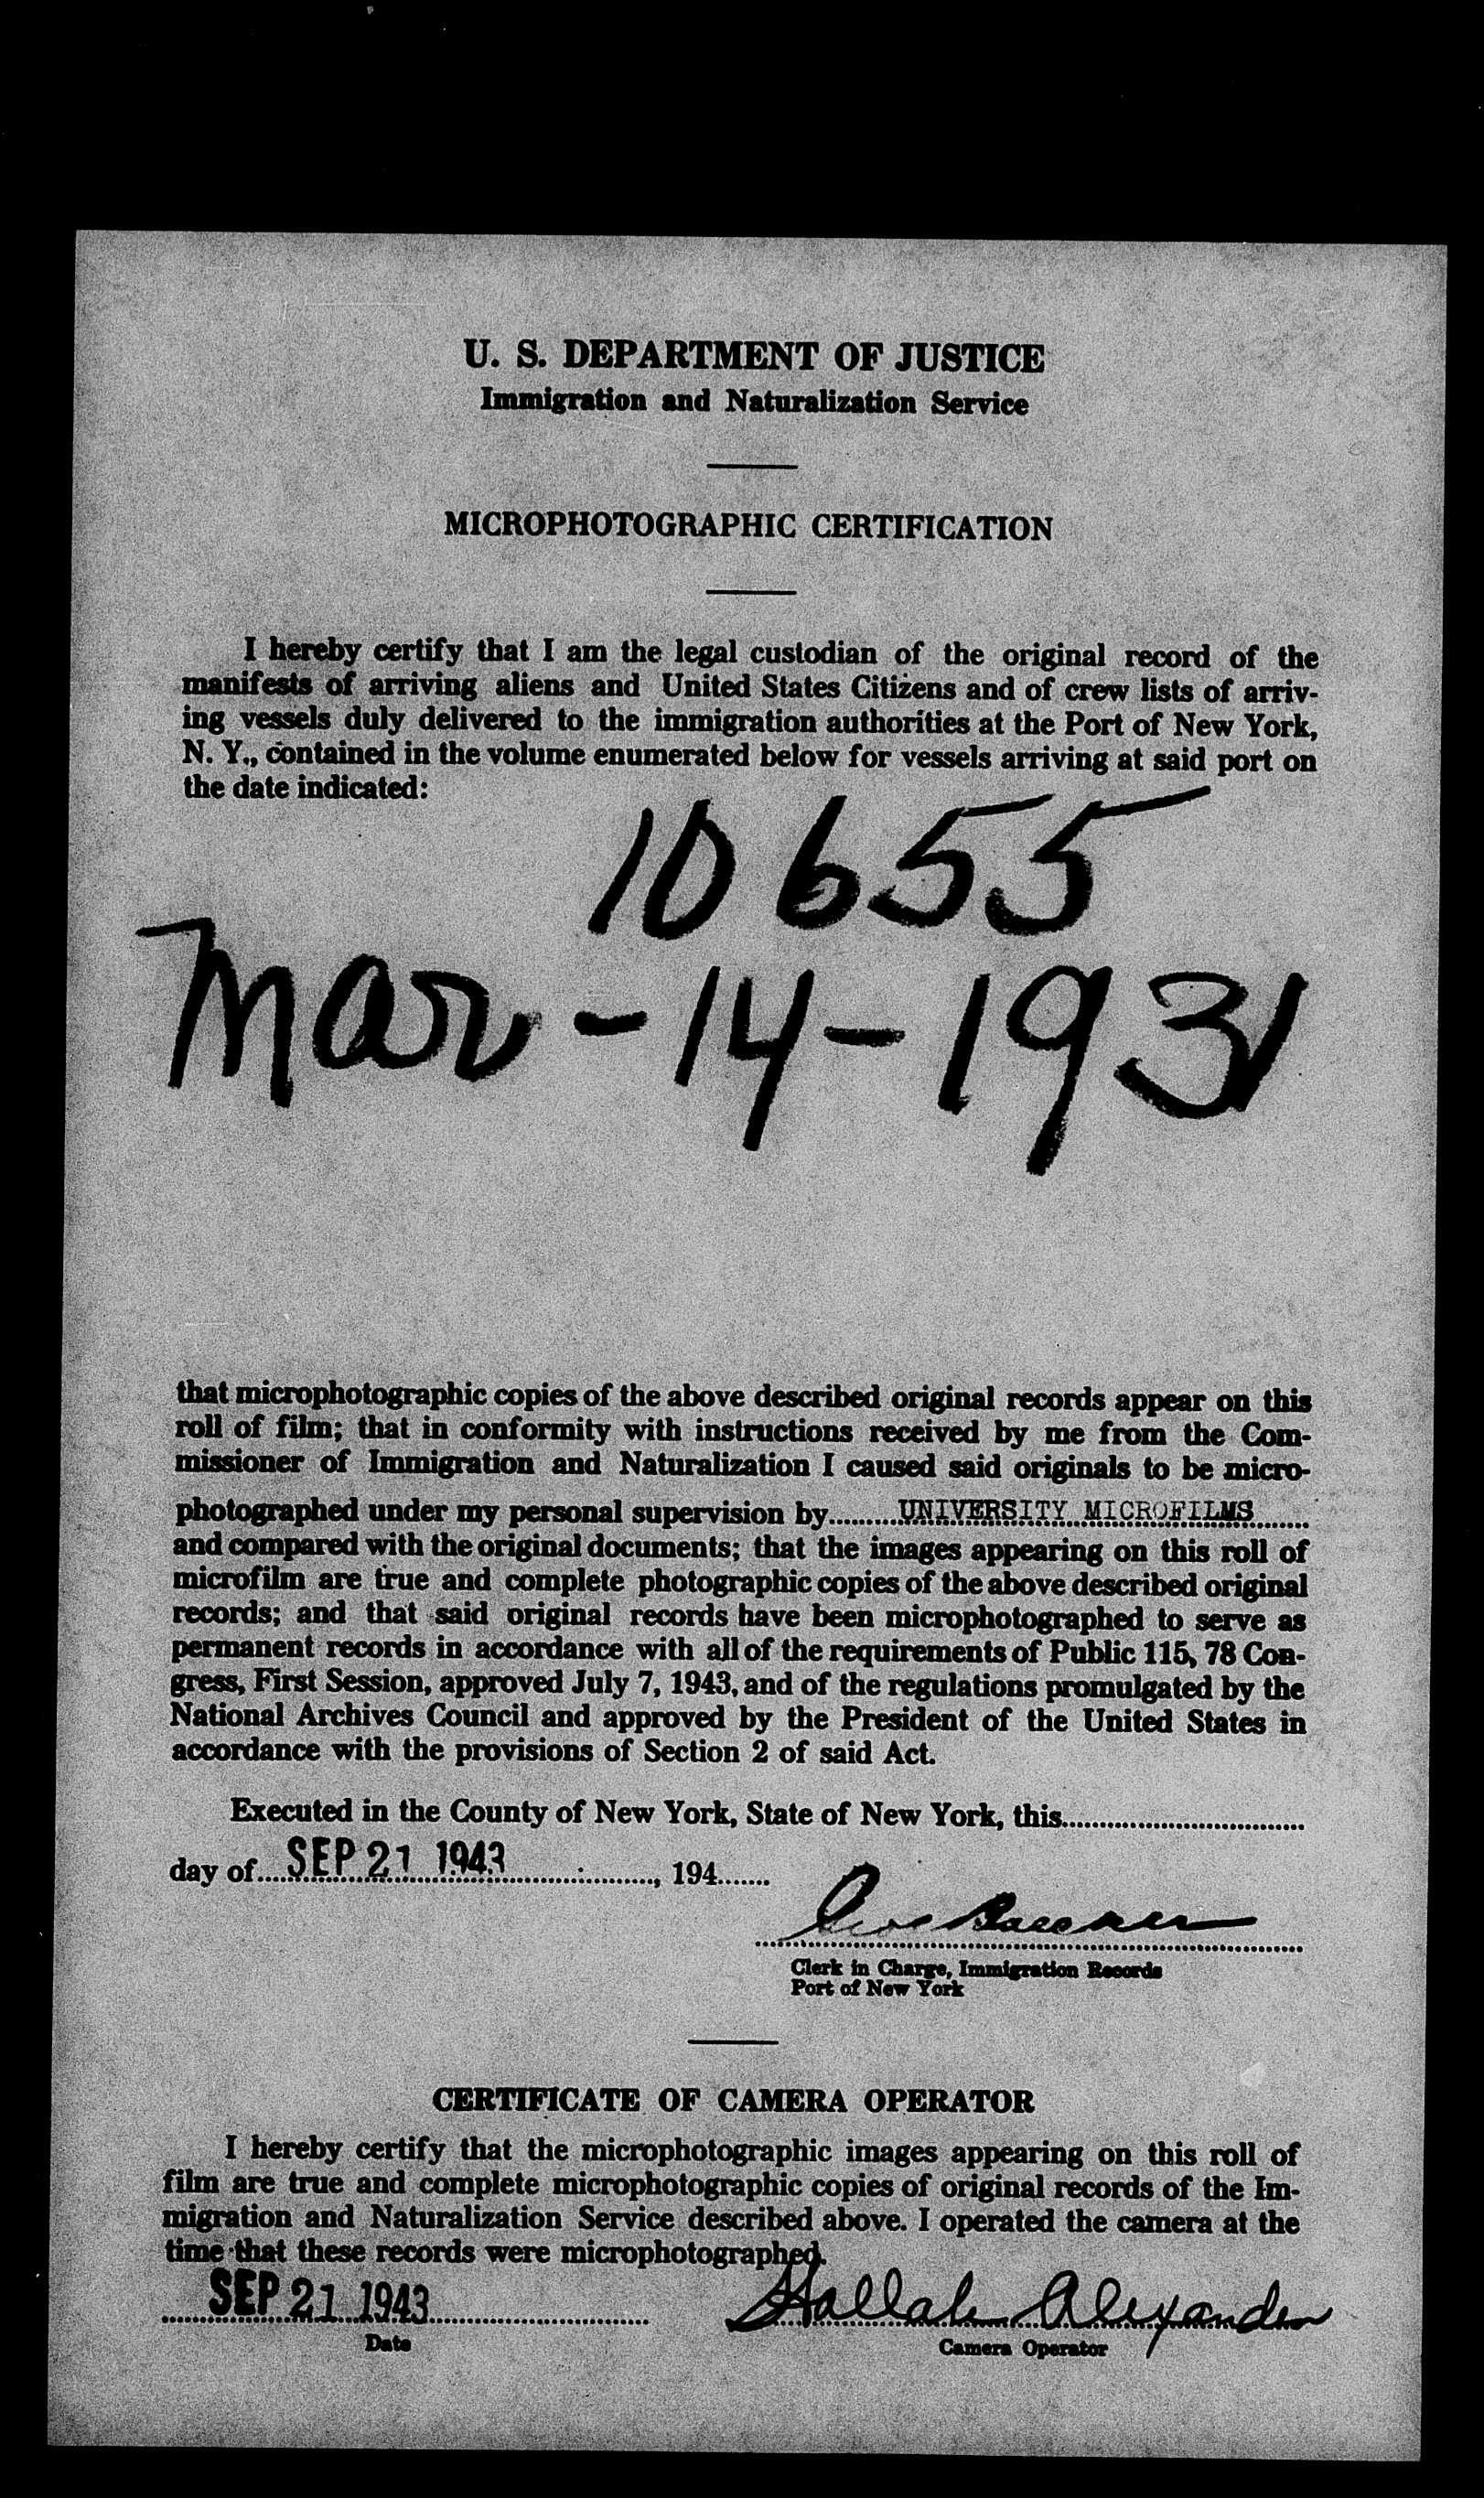 U. S. DEPARTMENT OF JUSTICE
Immigration and Naturalization Service
MICROPHOTOGRAPHIC CERTIFICATION
I hereby certify that I am the legal custodian of the original record of the
manifests of arriving aliens and United States Citizens and of crew lists of arriv-
ing vessels duly delivered to the immigration authorities at the Port of New York,
N. Y., contained in the volume enumerated below for vessels arriving at said port on
the date indicated:
10655
Mar-14-1931
that microphotographic copies of the above described original records appear on this
roll of film; that in conformity with instructions received by me from the Com-
missioner of Immigration and Naturalization I caused said originals to be micro-
photographed under my personal supervision by..........UNIVERSITY MICROFILMS........
and compared with the original documents; that the images appearing on this roll of
microfilm are true and complete photographic copies of the above described original
records; and that said original records have been microphotographed to serve as
permanent records in accordance with all of the requirements of Public 115, 78 Con-
gress, First Session, approved July 7, 1943, and of the regulations promulgated by the
National Archives Council and approved by the President of the United States in
accordance with the provisions of Section 2 of said Act.
Executed in the County of New York, State of New York, this................................
day of....SEP 21 1943...................., 194.......
Clerk in Charge, Immigration Records
Port of New York
CERTIFICATE OF CAMERA OPERATOR
I hereby certify that the microphotographic images appearing on this roll of
film are true and complete microphotographic copies of original records of the Im-
migration and Naturalization Service described above. I operated the camera at the
time that these records were microphotographed.
SEP 21 1943 Hallah Alexander
Date Camera Operator